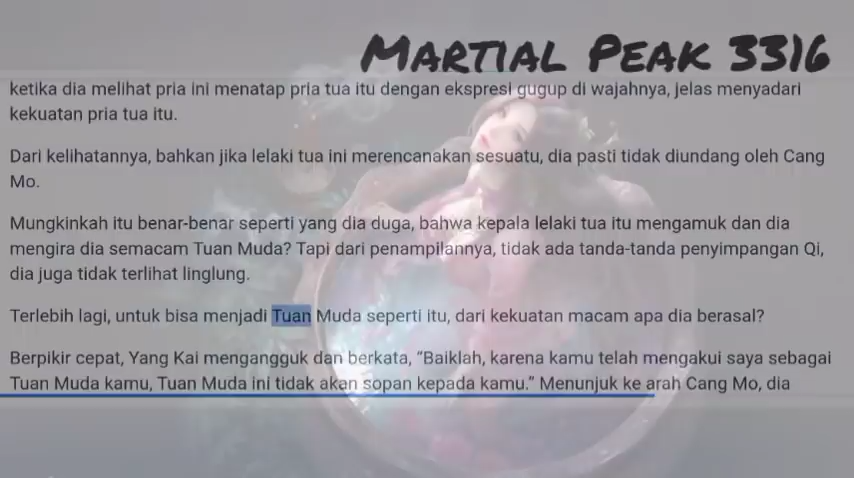 MARTIAL PEAK 3316
ketika dia melihat pria ini menatap pria tua itu dengan ekspresi gugup di wajahnya, jelas menyadari
kekuatan pria tua itu.
Dari kelihatannya, bahkan jika lelaki tua ini merencanakan sesuatu, dia pasti tidak diundang oleh Cang
Mo.
Mungkinkah itu benar-benar seperti yang dia duga, bahwa kepala lelaki tua itu mengamuk dan dia
mengira dia semacam Tuan Muda? Tapi dari penampilannya, tidak ada tanda-tanda penyimpangan Qi,
dia juga tidak terlihat linglung.
Terlebih lagi, untuk bisa menjadi Tuan Muda seperti itu, dari kekuatan macam apa dia berasal?
Berpikir cepat, Yang Kai mengangguk dan berkata, “Baiklah, karena kamu telah mengakui saya sebagai
Tuan Muda kamu, Tuan Muda ini tidak akan sopan kepada kamu.” Menunjuk ke arah Cang Mo, dia